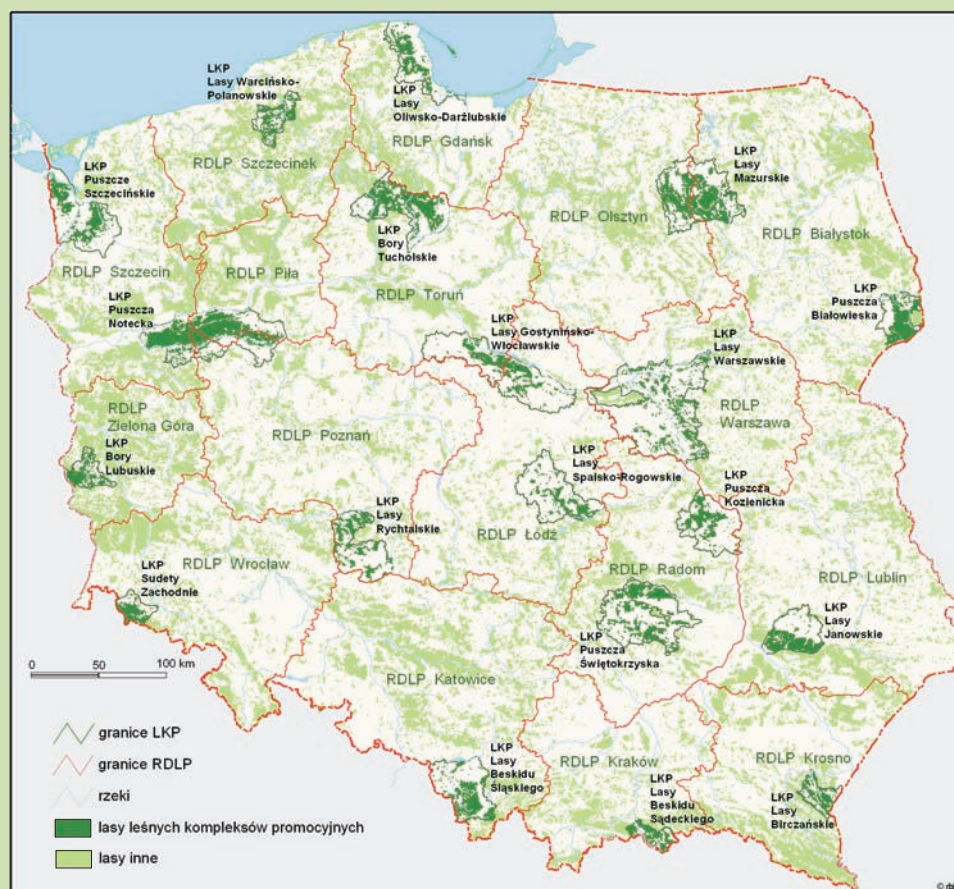 LKP
Lasy Warcińsko-
Polanowskie
LKP
Lasy
Oliwsko-Darżlubskie
RDLP Gdańsk
RDLP Szczecinek
LKP
Puszcze
Szczecińskie
LKP
Lasy
Mazurskie
RDLP Olsztyn
RDLP Białystok
LKP
Bory
Tucholskie
RDLP Szczecin
RDLP Piła
RDLP Toruń
LKP
Puszcza
Notecka
LKP
Puszcza
Białowieska
LKP
Lasy Gostynińsko-
Włocławskie
LKP
Lasy
Warszawskie
RDLP
Zielona Góra
RDLP Poznań
RDLP
Warszawa
LKP
Bory
Lubuskie
LKP
Lasy
Spalsko-Rogowskie
LKP
Puszcza
Kozienicka
LKP
Lasy
Rychtalskie
RDLP Łódź
RDLP Wrocław
RDLP Radom
RDLP Lublin
LKP
Sudety
Zachodnie
LKP
Lasy
Janowskie
LKP
Puszcza
Świętokrzyska
0 50 100 km
RDLP Katowice
granice LKP
granice RDLP
rzeki
lasy leśnych kompleksów promocyjnych
lasy inne
LKP
Lasy
Beskidu
Śląskiego
RDLP Kraków
LKP
Lasy
Beskidu
Sądeckiego
RDLP Krosno
LKP
Lasy
Birczańskie